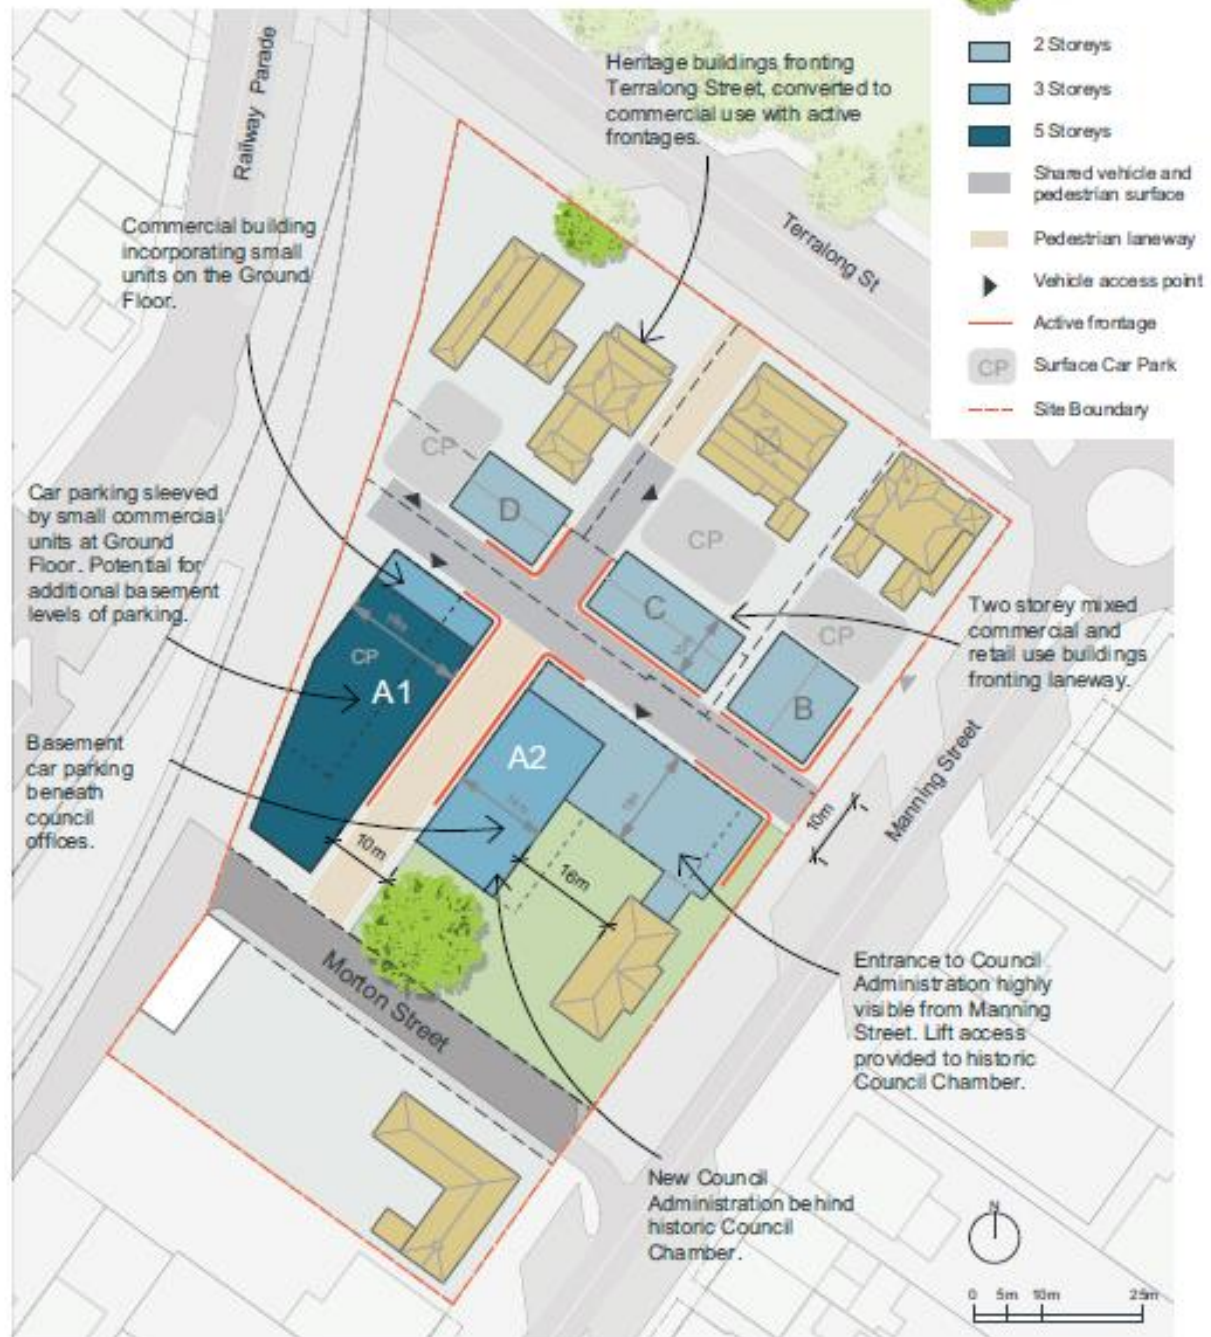 2 Storeys
3 Storeys
5 Storeys
Shared vehicle and
pedestrian surface
Pedestrian laneway
Vehicle access point
Active frontage
CP
Surface Car Park
Site Boundary
Railway Parade
Heritage buildings fronting
Terralong Street, converted to
commercial use with active
frontages.
Terralong St
Commercial building
incorporating small
units on the Ground
Floor.
CP
D
Car parking sleeved
by small commercial
units at Ground
Floor. Potential for
additional basement
levels of parking.
CP
C
CP
Two storey mixed
commercial and
retail use buildings
fronting laneway.
CP
A1
B
A2
Basement
car parking
beneath
council
offices.
Manning Street
10m
10m
16m
Morton Street
Entrance to Council
Administration highly
visible from Manning
Street. Lift access
provided to historic
Council Chamber.
New Council
Administration behind
historic Council
Chamber.
N
0 5m 10m 25m